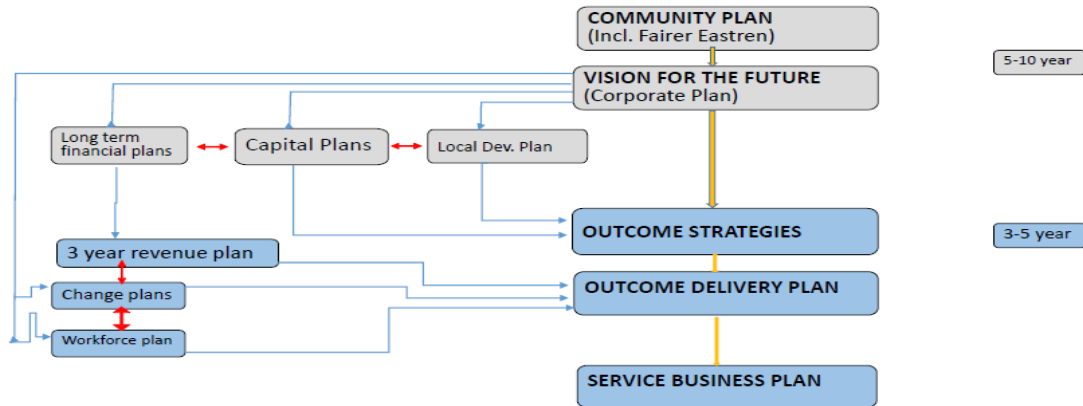 COMMUNITY PLAN
(Incl. Fairer Eastren)
5-10 year
VISION FOR THE FUTURE
(Corporate Plan)
Long term
financial plans
Capital Plans
Local Dev. Plan
OUTCOME STRATEGIES
3-5 year
3 year revenue plan
OUTCOME DELIVERY PLAN
Change plans
Workforce plan
SERVICE BUSINESS PLAN